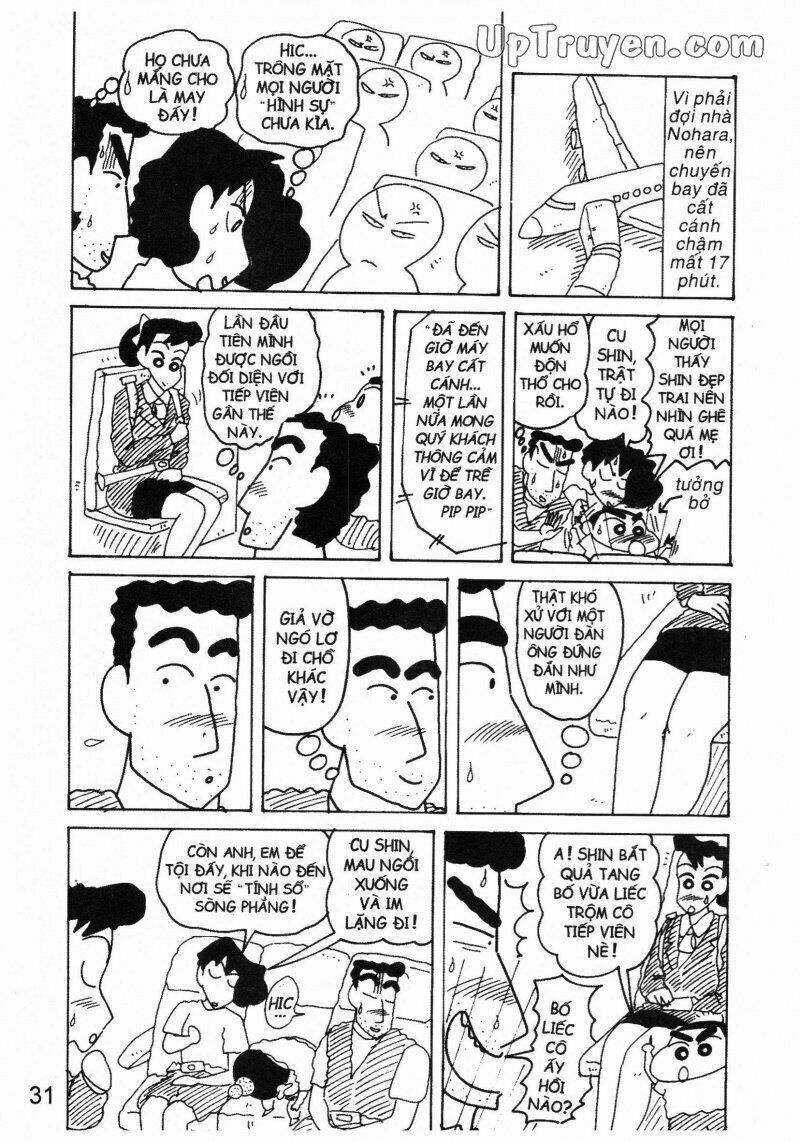 UpTruyen.com
Vì phải
đợi nhà
Nohara,
nên
chuyến
bay đã
cất
cánh
chậm
mất 17
phút.
HIC...
TRÔNG MẶT
MỌI NGƯỜI
"HÌNH SỰ"
CHƯA KÌA.
HỌ CHƯA
MẮNG CHO
LÀ MAY
ĐẤY!
MỌI
NGƯỜI
THẤY
SHIN ĐẸP
TRAI NÊN
NHÌN GHÊ
QUÁ MẸ
ƠI!
tưởng
bở
CU
SHIN,
TRẬT
TỰ ĐI
NÀO!
XẤU HỔ
MUỐN
ĐỘN
THỔ CHO
RỒI.
"ĐÃ ĐẾN
GIỜ MÁY
BAY CẤT
CÁNH...
MỘT LẦN
NỮA MONG
QUÝ KHÁCH
THÔNG CẢM
VÌ ĐỂ TRỄ
GIỜ BAY.
PIP PIP"
LẦN ĐẦU
TIÊN MÌNH
ĐƯỢC NGỒI
ĐỐI DIỆN VỚI
TIẾP VIÊN
GẦN THẾ
NÀY.
THẬT KHÓ
XỬ VỚI MỘT
NGƯỜI ĐÀN
ÔNG ĐỨNG
ĐẮN NHƯ
MÌNH.
GIẢ VỜ
NGÓ LƠ
ĐI CHỖ
KHÁC
VẬY!
A! SHIN BẮT
QUẢ TANG
BỐ VỪA LIẾC
TRỘM CÔ
TIẾP VIÊN
NÈ!
BỐ
LIẾC
CÔ
ẤY
HỒI
NÀO?
CU SHIN,
MAU NGỒI
XUỐNG
VÀ IM
LẶNG ĐI!
CÒN ANH, EM ĐỂ
TỘI ĐẤY, KHI NÀO ĐẾN
NƠI SẼ "TÍNH SỔ"
SÒNG PHẲNG!
HIC
...
31